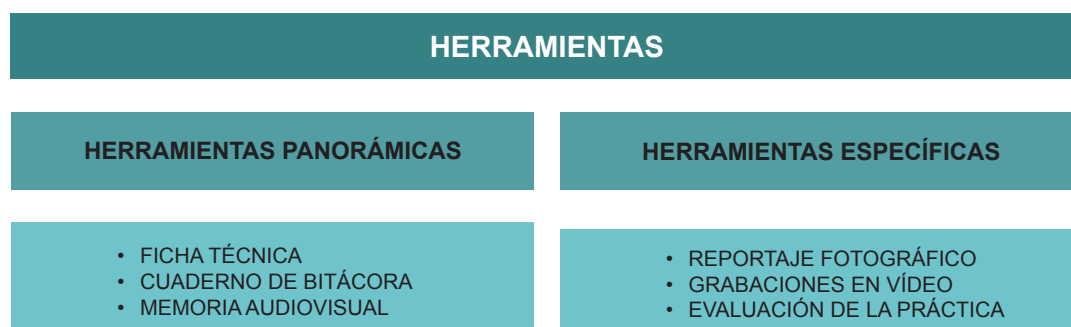 HERRAMIENTAS
HERRAMIENTAS PANORÁMICAS
• FICHA TÉCNICA
• CUADERNO DE BITÁCORA
• MEMORIA AUDIOVISUAL
HERRAMIENTAS ESPECÍFICAS
• REPORTAJE FOTOGRÁFICO
• GRABACIONES EN VÍDEO
• EVALUACIÓN DE LA PRÁCTICA